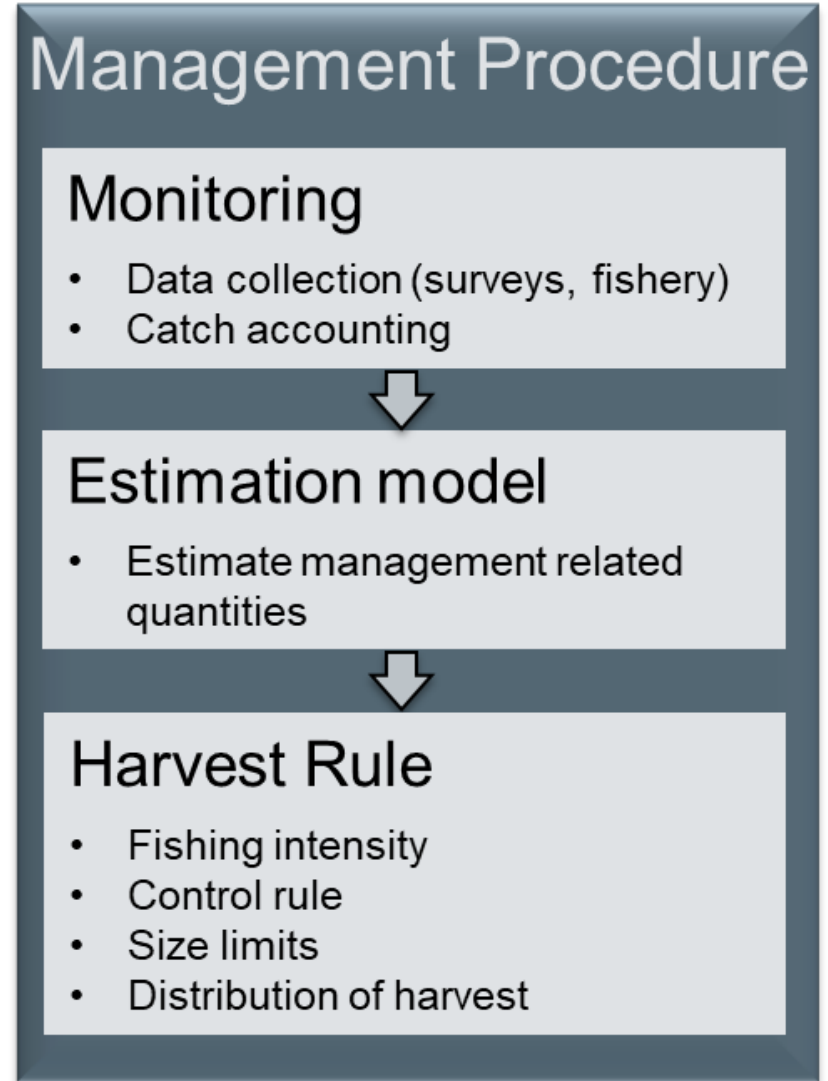 Management Procedure
Monitoring
• Data collection (surveys, fishery)
• Catch accounting
Estimation model
• Estimate management related
quantities
Harvest Rule
• Fishing intensity
• Control rule
• Size limits
• Distribution of harvest